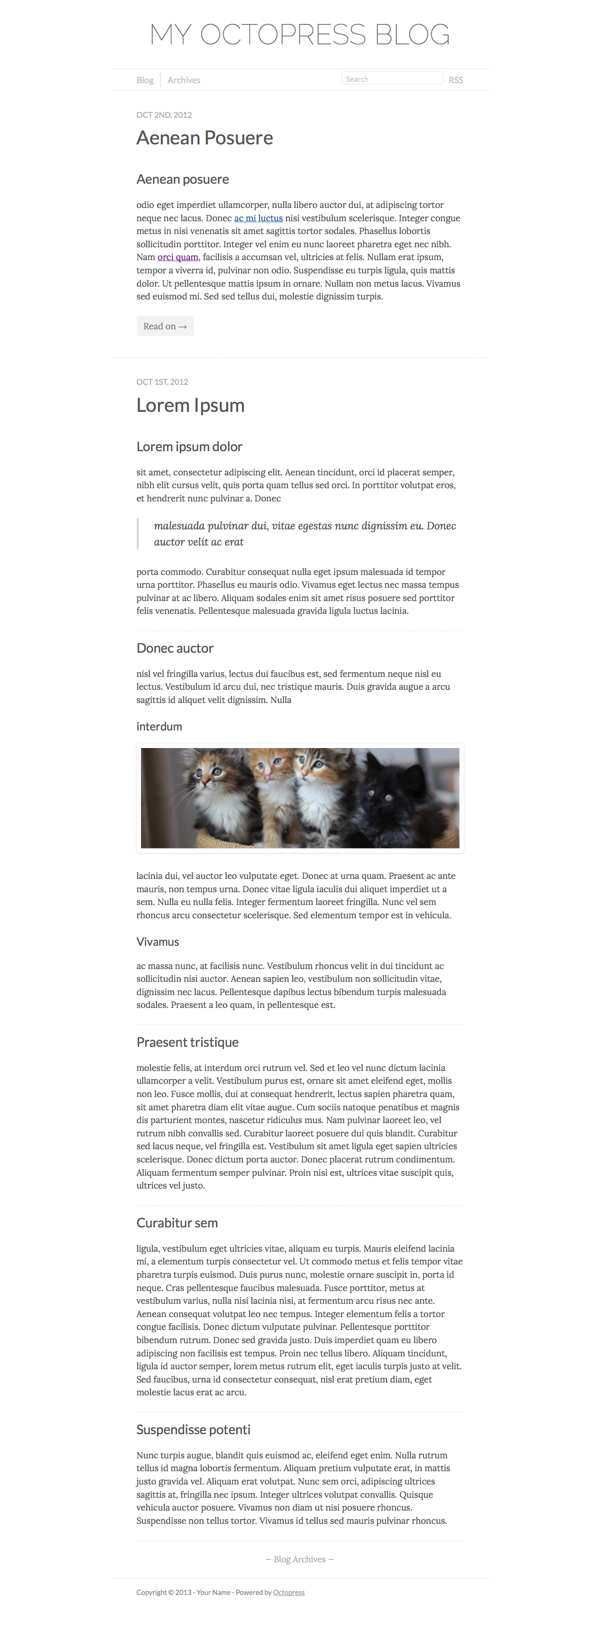 MY OCTOPRESS BLOG
Blog Archives Search RSS
OCT 2ND, 2012
Aenean Posuere
Aenean posuere
odio eget imperdiet ullamcorper, nulla libero auctor dui, at adipiscing tortor
neque nec lacus. Donec ac mi luctus nisi vestibulum scelerisque. Integer congue
metus in nisi venenatis sit amet sagittis tortor sodales. Phasellus lobortis
sollicitudin porttitor. Integer vel enim eu nunc laoreet pharetra eget nec nibh.
Nam orci quam, facilisis a accumsan vel, ultricies at felis. Nullam erat ipsum,
tempor a viverra id, pulvinar non odio. Suspendisse eu turpis ligula, quis mattis
dolor. Ut pellentesque mattis ipsum in ornare. Nullam non metus lacus. Vivamus
sed euismod mi. Sed sed tellus dui, molestie dignissim turpis.
Read on →
OCT 1ST, 2012
Lorem Ipsum
Lorem ipsum dolor
sit amet, consectetur adipiscing elit. Aenean tincidunt, orci id placerat semper,
nibh elit cursus velit, quis porta quam tellus sed orci. In porttitor volutpat eros,
et hendrerit nunc pulvinar a. Donec
malesuada pulvinar dui, vitae egestas nunc dignissim eu. Donec
auctor velit ac erat
porta commodo. Curabitur consequat nulla eget ipsum malesuada id tempor
urna porttitor. Phasellus eu mauris odio. Vivamus eget lectus nec massa tempus
pulvinar at ac libero. Aliquam sodales enim sit amet risus posuere sed porttitor
felis venenatis. Pellentesque malesuada gravida ligula luctus lacinia.
Donec auctor
nisl vel fringilla varius, lectus dui faucibus est, sed fermentum neque nisl eu
lectus. Vestibulum id arcu dui, nec tristique mauris. Duis gravida augue a arcu
sagittis id aliquet velit dignissim. Nulla
interdum
lacinia dui, vel auctor leo vulputate eget. Donec at urna quam. Praesent ac ante
mauris, non tempus urna. Donec vitae ligula iaculis dui aliquet imperdiet ut a
sem. Nulla eu nulla felis. Integer fermentum laoreet fringilla. Nunc vel sem
rhoncus arcu consectetur scelerisque. Sed elementum tempor est in vehicula.
Vivamus
ac massa nunc, at facilisis nunc. Vestibulum rhoncus velit in dui tincidunt ac
sollicitudin nisi auctor. Aenean sapien leo, vestibulum non sollicitudin vitae,
dignissim nec lacus. Pellentesque dapibus lectus bibendum turpis malesuada
sodales. Praesent a leo quam, in pellentesque est.
Praesent tristique
molestie felis, at interdum orci rutrum vel. Sed et leo vel nunc dictum lacinia
ullamcorper a velit. Vestibulum purus est, ornare sit amet eleifend eget, mollis
non leo. Fusce mollis, dui at consequat hendrerit, lectus sapien pharetra quam,
sit amet pharetra diam elit vitae augue. Cum sociis natoque penatibus et magnis
dis parturient montes, nascetur ridiculus mus. Nam pulvinar laoreet leo, vel
rutrum nibh convallis sed. Curabitur laoreet posuere dui quis blandit. Curabitur
sed lacus neque, vel fringilla est. Vestibulum sit amet ligula eget sapien ultricies
scelerisque. Donec dictum porta auctor. Donec placerat rutrum condimentum.
Aliquam fermentum semper pulvinar. Proin nisi est, ultrices vitae suscipit quis,
ultrices vel justo.
Curabitur sem
ligula, vestibulum eget ultricies vitae, aliquam eu turpis. Mauris eleifend lacinia
mi, a elementum turpis consectetur vel. Ut commodo metus et felis tempor vitae
pharetra turpis euismod. Duis purus nunc, molestie ornare suscipit in, porta id
neque. Cras pellentesque faucibus malesuada. Fusce porttitor, metus at
vestibulum varius, nulla nisi lacinia nisi, at fermentum arcu risus nec ante.
Aenean consequat volutpat leo nec tempus. Integer elementum felis a tortor
congue facilisis. Donec dictum vulputate pulvinar. Pellentesque porttitor
bibendum rutrum. Donec sed gravida justo. Duis imperdiet quam eu libero
adipiscing non facilisis est tempus. Proin nec tellus libero. Aliquam tincidunt,
ligula id auctor semper, lorem metus rutrum elit, eget iaculis turpis justo at velit.
Sed faucibus, urna id consectetur consequat, nisl erat pretium diam, eget
molestie lacus erat ac arcu.
Suspendisse potenti
Nunc turpis augue, blandit quis euismod ac, eleifend eget enim. Nulla rutrum
tellus id magna lobortis fermentum. Aliquam pretium vulputate erat, in mattis
justo gravida vel. Aliquam erat volutpat. Nunc sem orci, adipiscing ultrices
sagittis at, fringilla nec ipsum. Integer ultrices volutpat convallis. Quisque
vehicula auctor posuere. Vivamus non diam ut nisi posuere rhoncus.
Suspendisse non tellus tortor. Vivamus id tellus sed mauris pulvinar rhoncus.
— Blog Archives —
Copyright © 2013 - Your Name - Powered by Octopress